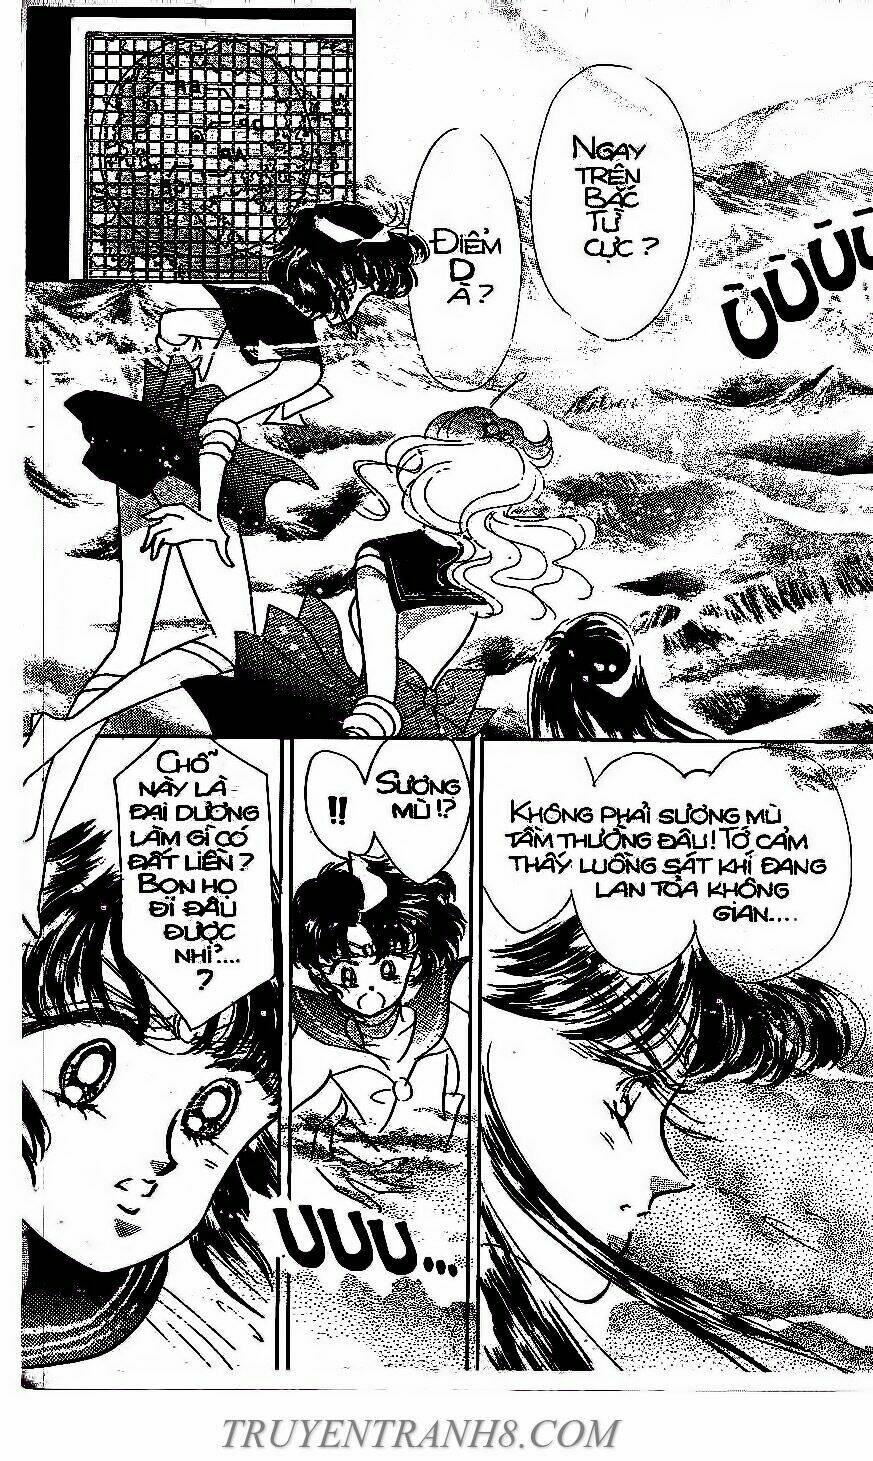 NGAY
TRÊN
BẮC
TỪ
CỰC?
ĐIỂM
D
À?
ÙÙÙÙ
CHỖ
NÀY LÀ
ĐẠI DƯƠNG
LÀM GÌ CÓ
ĐẤT LIỀN?
BỌN HỌ
ĐI ĐÂU
ĐƯỢC
NHỈ?....
?
SƯƠNG
MÙ!?
!!
KHÔNG PHẢI SƯƠNG MÙ
TẦM THƯỜNG ĐÂU! TỚ CẢM
THẤY LUỒNG SÁT KHÍ ĐANG
LAN TỎA KHÔNG
GIAN....
UUU...
TRUYENTRANH8.COM